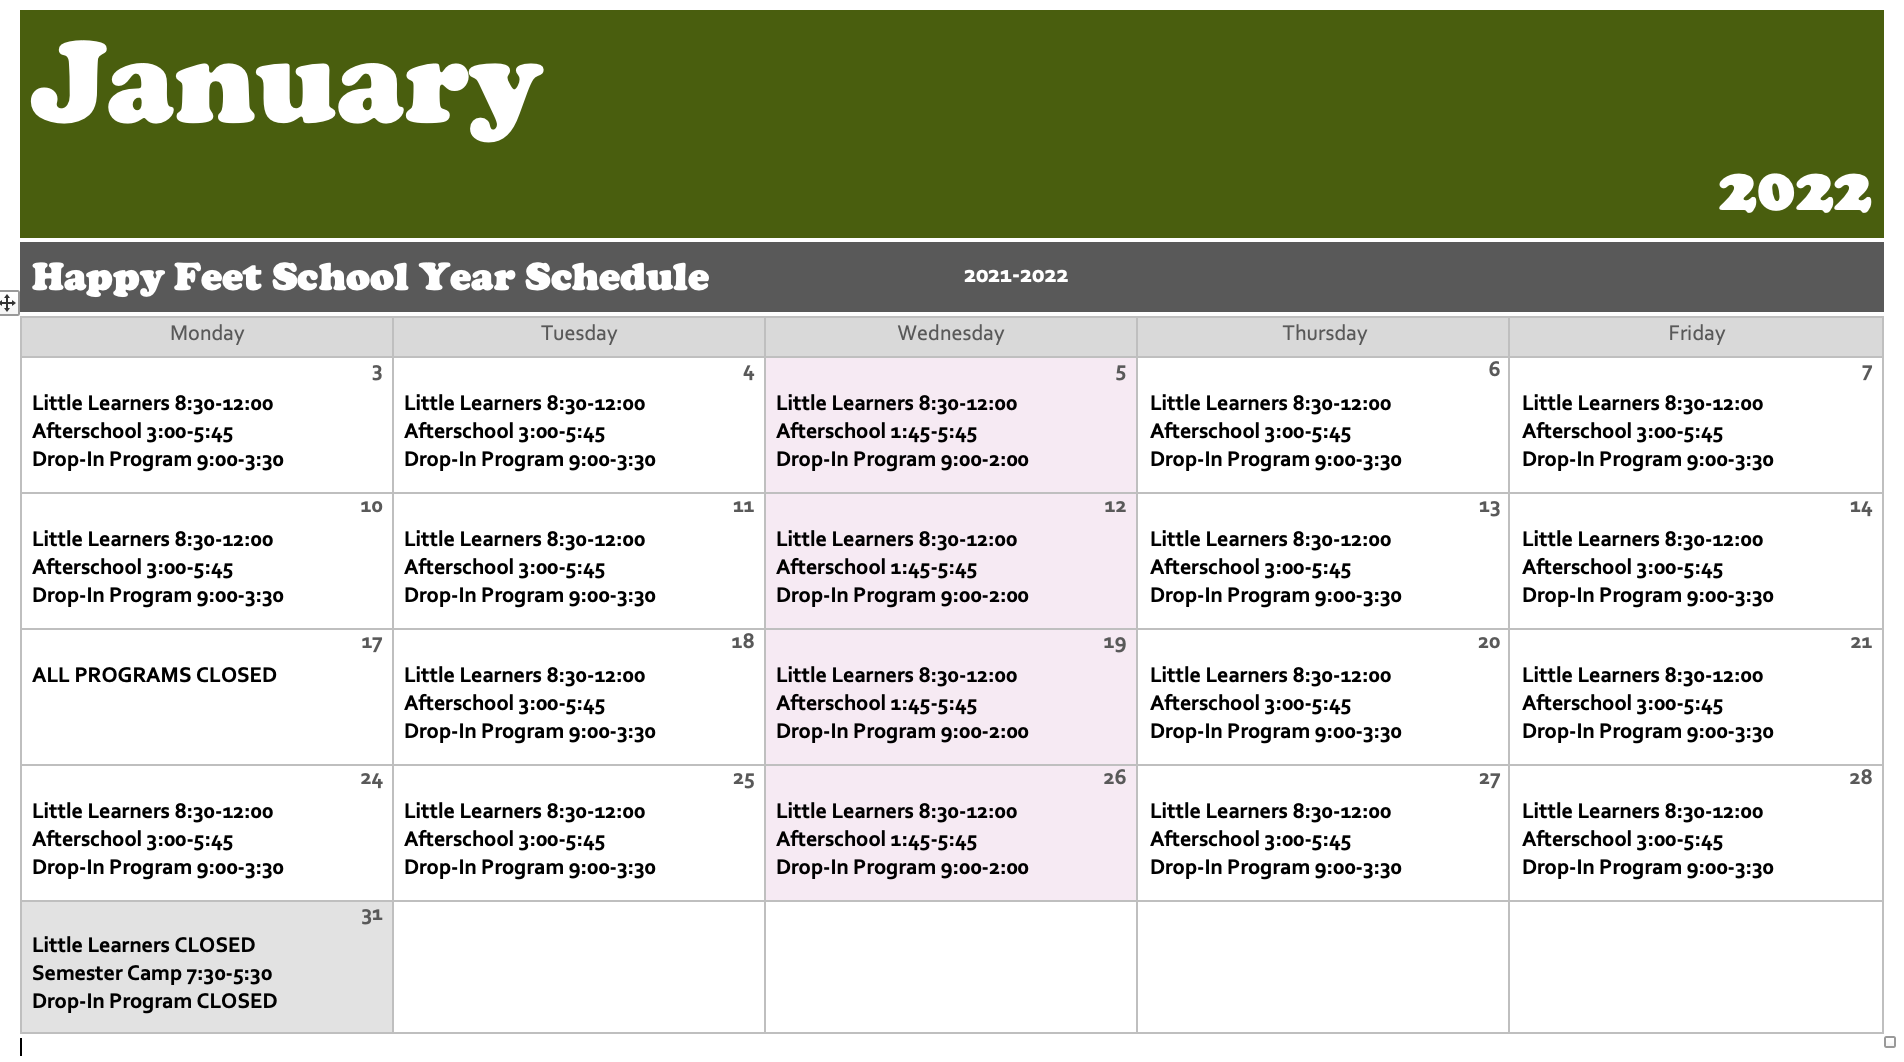 January
2022
Happy Feet School Year Schedule 2021-2022
Monday Tuesday Wednesday Thursday Friday
3 4 5 6 7
Little Learners 8:30-12:00 Little Learners 8:30-12:00 Little Learners 8:30-12:00 Little Learners 8:30-12:00 Little Learners 8:30-12:00
Afterschool 3:00-5:45 Afterschool 3:00-5:45 Afterschool 1:45-5:45 Afterschool 3:00-5:45 Afterschool 3:00-5:45
Drop-In Program 9:00-3:30 Drop-In Program 9:00-3:30 Drop-In Program 9:00-2:00 Drop-In Program 9:00-3:30 Drop-In Program 9:00-3:30
10 11 12 13 14
Little Learners 8:30-12:00 Little Learners 8:30-12:00 Little Learners 8:30-12:00 Little Learners 8:30-12:00 Little Learners 8:30-12:00
Afterschool 3:00-5:45 Afterschool 3:00-5:45 Afterschool 1:45-5:45 Afterschool 3:00-5:45 Afterschool 3:00-5:45
Drop-In Program 9:00-3:30 Drop-In Program 9:00-3:30 Drop-In Program 9:00-2:00 Drop-In Program 9:00-3:30 Drop-In Program 9:00-3:30
17 18 19 20 21
ALL PROGRAMS CLOSED Little Learners 8:30-12:00 Little Learners 8:30-12:00 Little Learners 8:30-12:00 Little Learners 8:30-12:00
Afterschool 3:00-5:45 Afterschool 1:45-5:45 Afterschool 3:00-5:45 Afterschool 3:00-5:45
Drop-In Program 9:00-3:30 Drop-In Program 9:00-2:00 Drop-In Program 9:00-3:30 Drop-In Program 9:00-3:30
24 25 26 27 28
Little Learners 8:30-12:00 Little Learners 8:30-12:00 Little Learners 8:30-12:00 Little Learners 8:30-12:00 Little Learners 8:30-12:00
Afterschool 3:00-5:45 Afterschool 3:00-5:45 Afterschool 1:45-5:45 Afterschool 3:00-5:45 Afterschool 3:00-5:45
Drop-In Program 9:00-3:30 Drop-In Program 9:00-3:30 Drop-In Program 9:00-2:00 Drop-In Program 9:00-3:30 Drop-In Program 9:00-3:30
31
Little Learners CLOSED
Semester Camp 7:30-5:30
Drop-In Program CLOSED